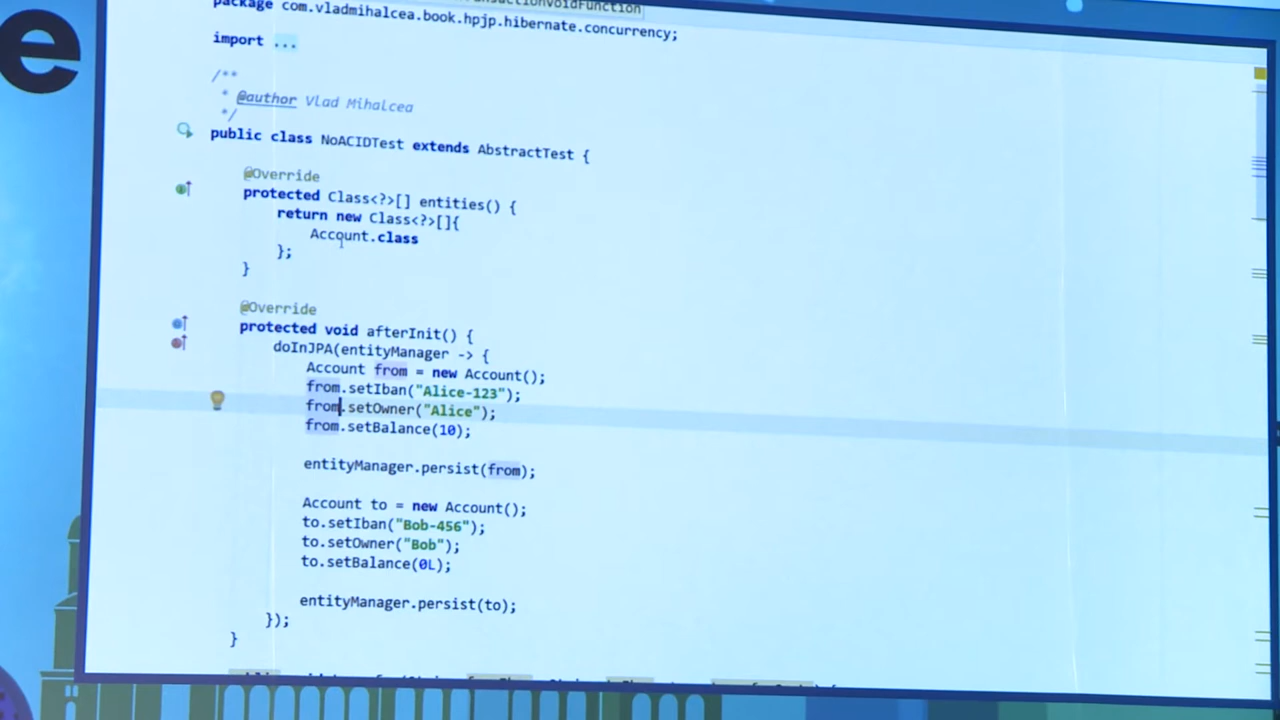 e
package com.vladmihalcea.book.hpjp.hibernate.concurrency;
import ...
/**
* @author Vlad Mihalcea
*/
public class NoACIDTest extends AbstractTest {
@Override
protected Class<?>[] entities() {
return new Class<?>[]{
Account.class
};
}
@Override
protected void afterInit() {
doInJPA(entityManager -> {
Account from = new Account();
from.setIban("Alice-123");
from.setOwner("Alice");
from.setBalance(10);
entityManager.persist(from);
Account to = new Account();
to.setIban("Bob-456");
to.setOwner("Bob");
to.setBalance(0L);
entityManager.persist(to);
});
}